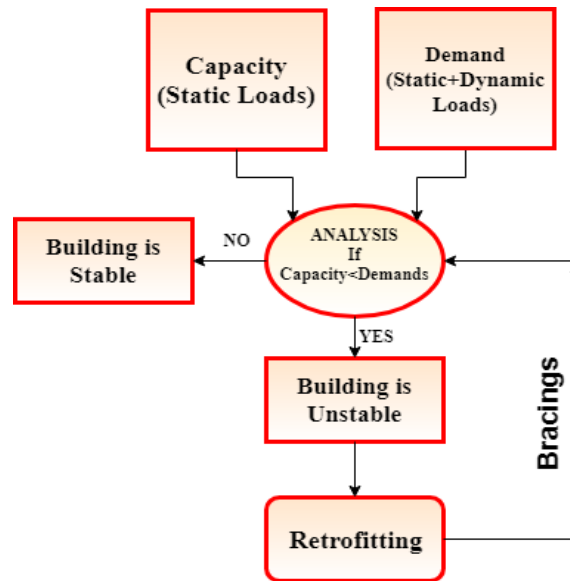 Capacity
(Static Loads)
Demand
(Static+Dynamic
Loads)
ANALYSIS
If
Capacity<Demands
NO
Building is
Stable
YES
Building is
Unstable
Bracings
Retrofitting